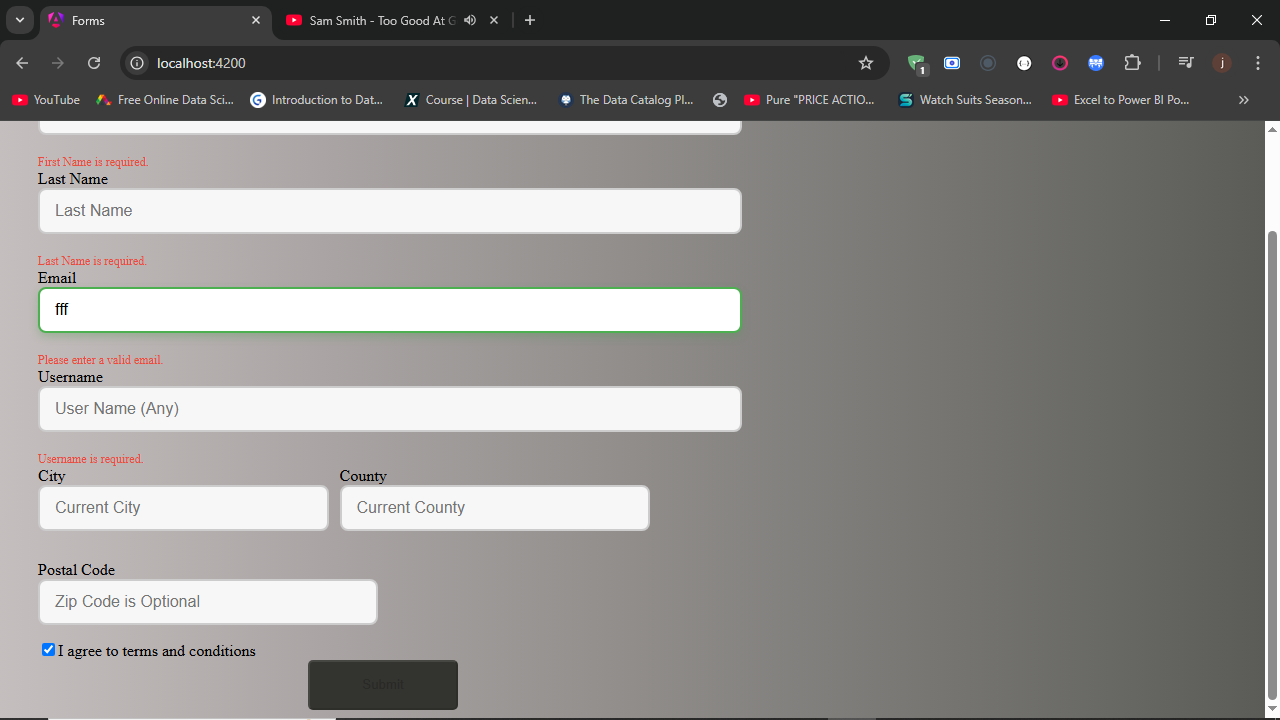 Forms
Sam Smith - Too Good At G
localhost:4200
1
j
YouTube
Free Online Data Sci...
Introduction to Dat...
Course | Data Scien...
The Data Catalog Pl...
Pure "PRICE ACTIO...
Watch Suits Season...
Excel to Power BI Po...
First Name is required.
Last Name
Last Name
Last Name is required.
Email
fff
Please enter a valid email.
Username
User Name (Any)
Username is required.
City County
Current City Current County
Postal Code
Zip Code is Optional
I agree to terms and conditions
Submit